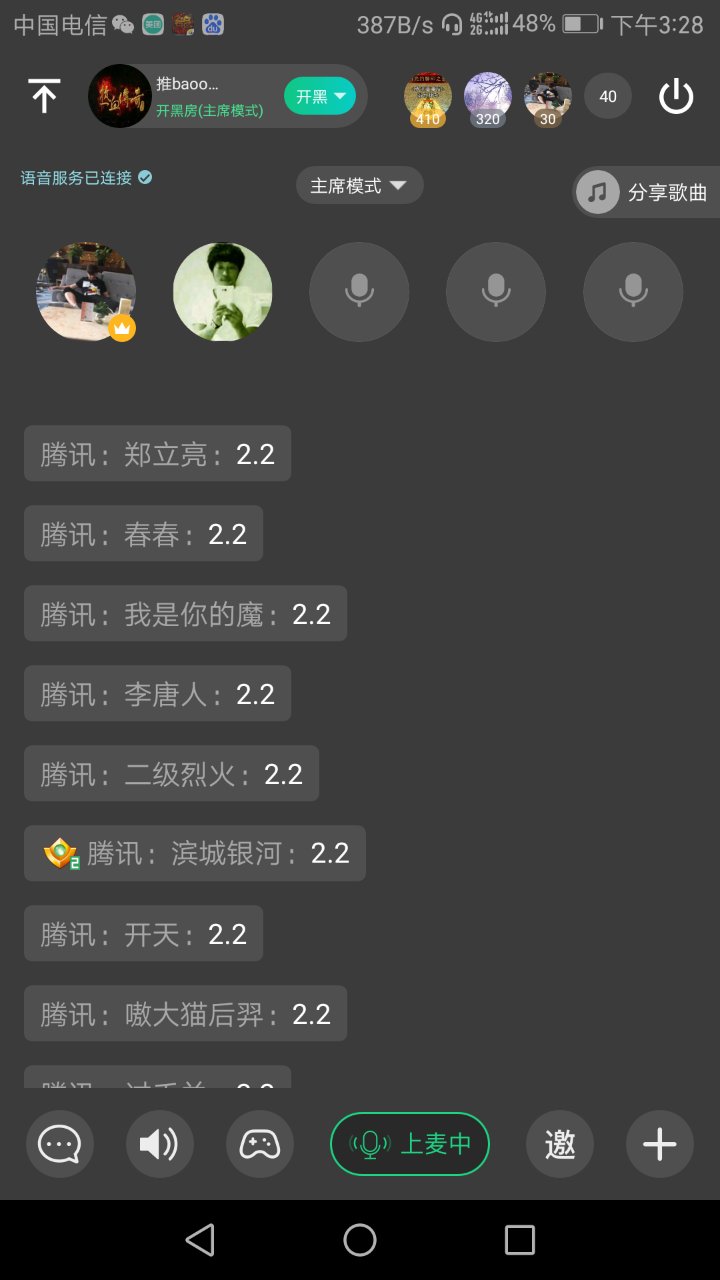 中国电信 387B/s 4G 2G 48% 下午3:28
推baoo...
开黑房(主席模式)
开黑
410 320 30 40
语音服务已连接
主席模式
分享歌曲
腾讯：郑立亮：2.2
腾讯：春春：2.2
腾讯：我是你的魔：2.2
腾讯：李唐人：2.2
腾讯：二级烈火：2.2
2 腾讯：滨城银河：2.2
腾讯：开天：2.2
腾讯：嗷大猫后羿：2.2
上麦中
邀